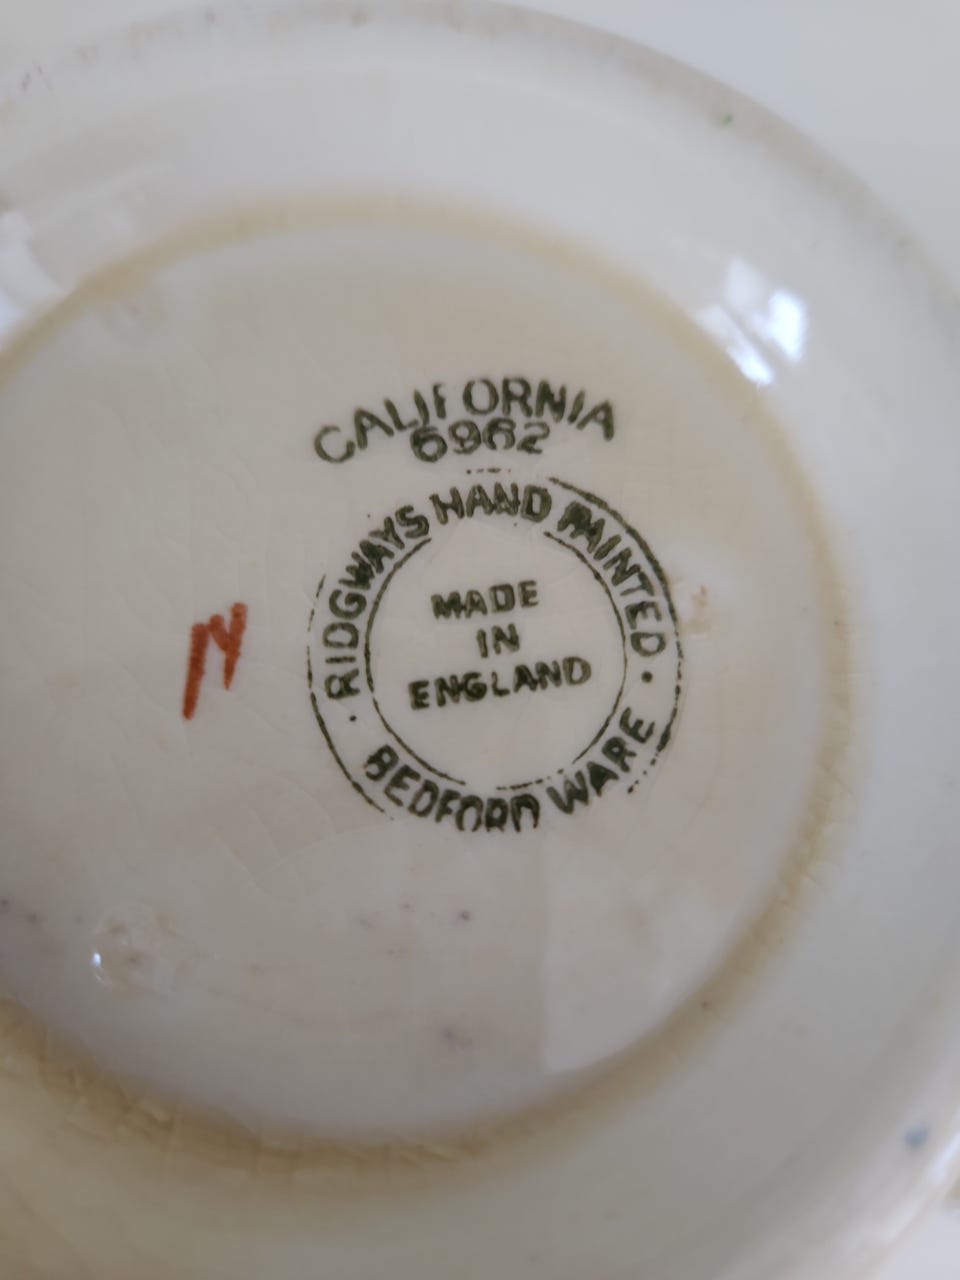 CALIFORNIA
6962
RIDGWAYS HAND PAINTED
MADE
IN
ENGLAND
BEDFORD WARE
N